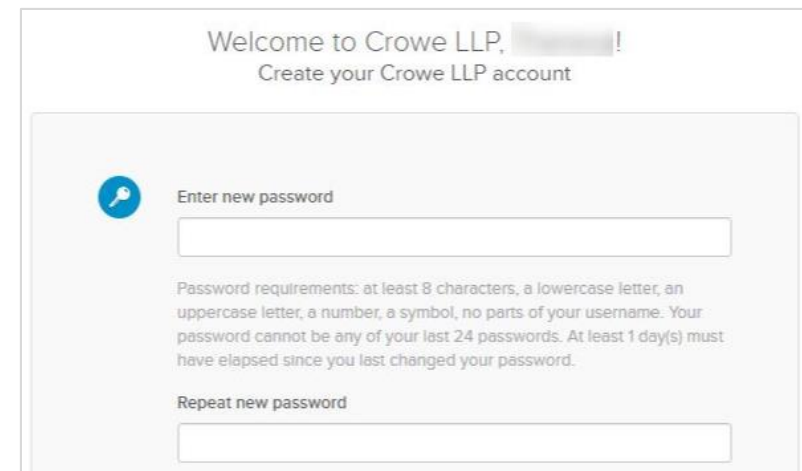 Welcome to Crowe LLP, !
Create your Crowe LLP account
Enter new password
Password requirements: at least 8 characters, a lowercase letter, an
uppercase letter, a number, a symbol, no parts of your username. Your
password cannot be any of your last 24 passwords. At least 1 day(s) must
have elapsed since you last changed your password.
Repeat new password